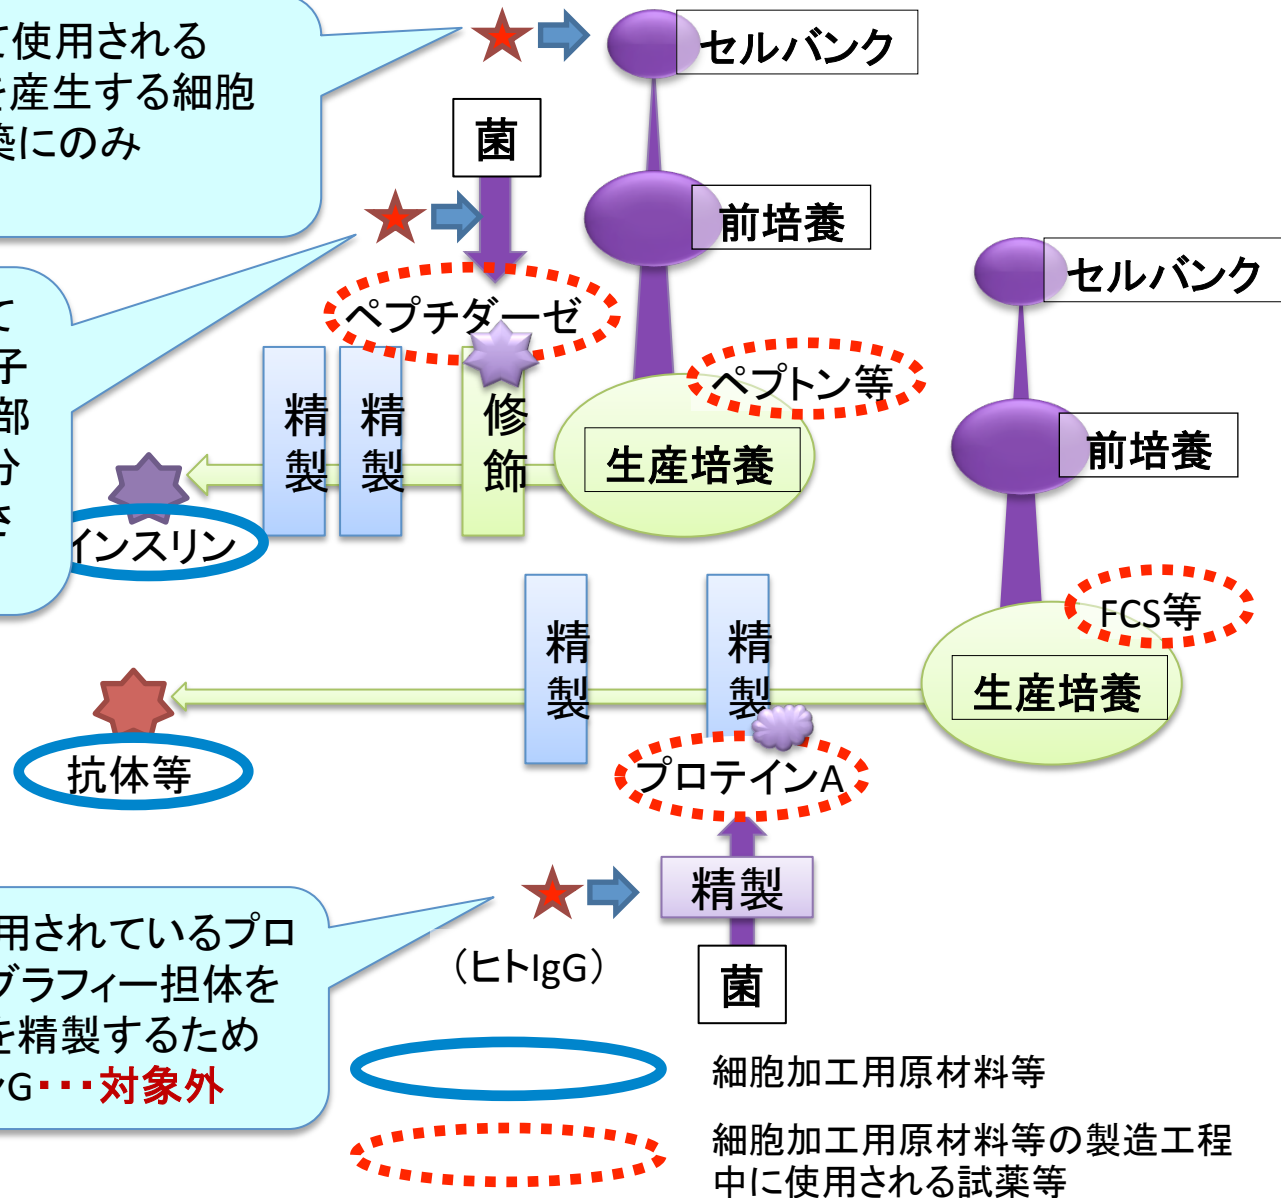 て使用される
を産生する細胞
築にのみ
セルバンク
菌
前培養
セルバンク
て
子
部
分
ペプチダーゼ
ペプトン等
精製
精製
修飾
生産培養
前培養
インスリン
FCS等
精製
精製
生産培養
抗体等
プロテインA
精製
用されているプロ
グラフィー担体を
を精製するため
G・・・対象外
（ヒトIgG）
菌
細胞加工用原材料等
細胞加工用原材料等の製造工程
中に使用される試薬等